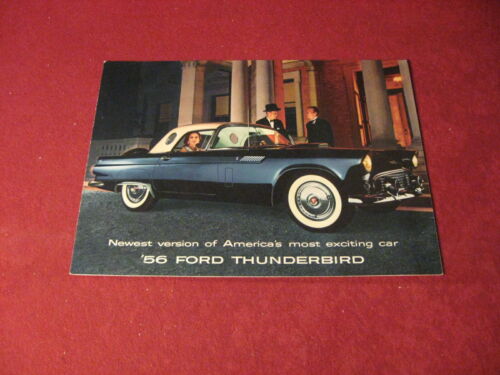 Newest version of America's most exciting car
'56 FORD THUNDERBIRD